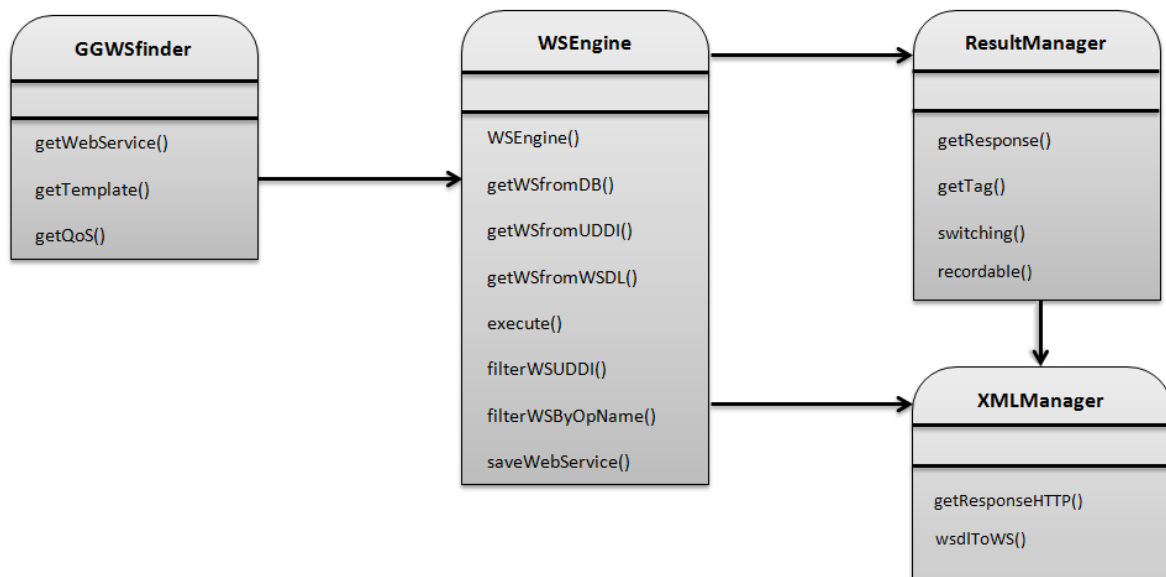 GGWSfinder
getWebService()
getTemplate()
getQoS()
WSEngine
WSEngine()
getWSfromDB()
getWSfromUDDI()
getWSfromWSDL()
execute()
filterWSUDDI()
filterWSByOpName()
saveWebService()
ResultManager
getResponse()
getTag()
switching()
recordable()
XMLManager
getResponseHTTP()
wsdlToWS()